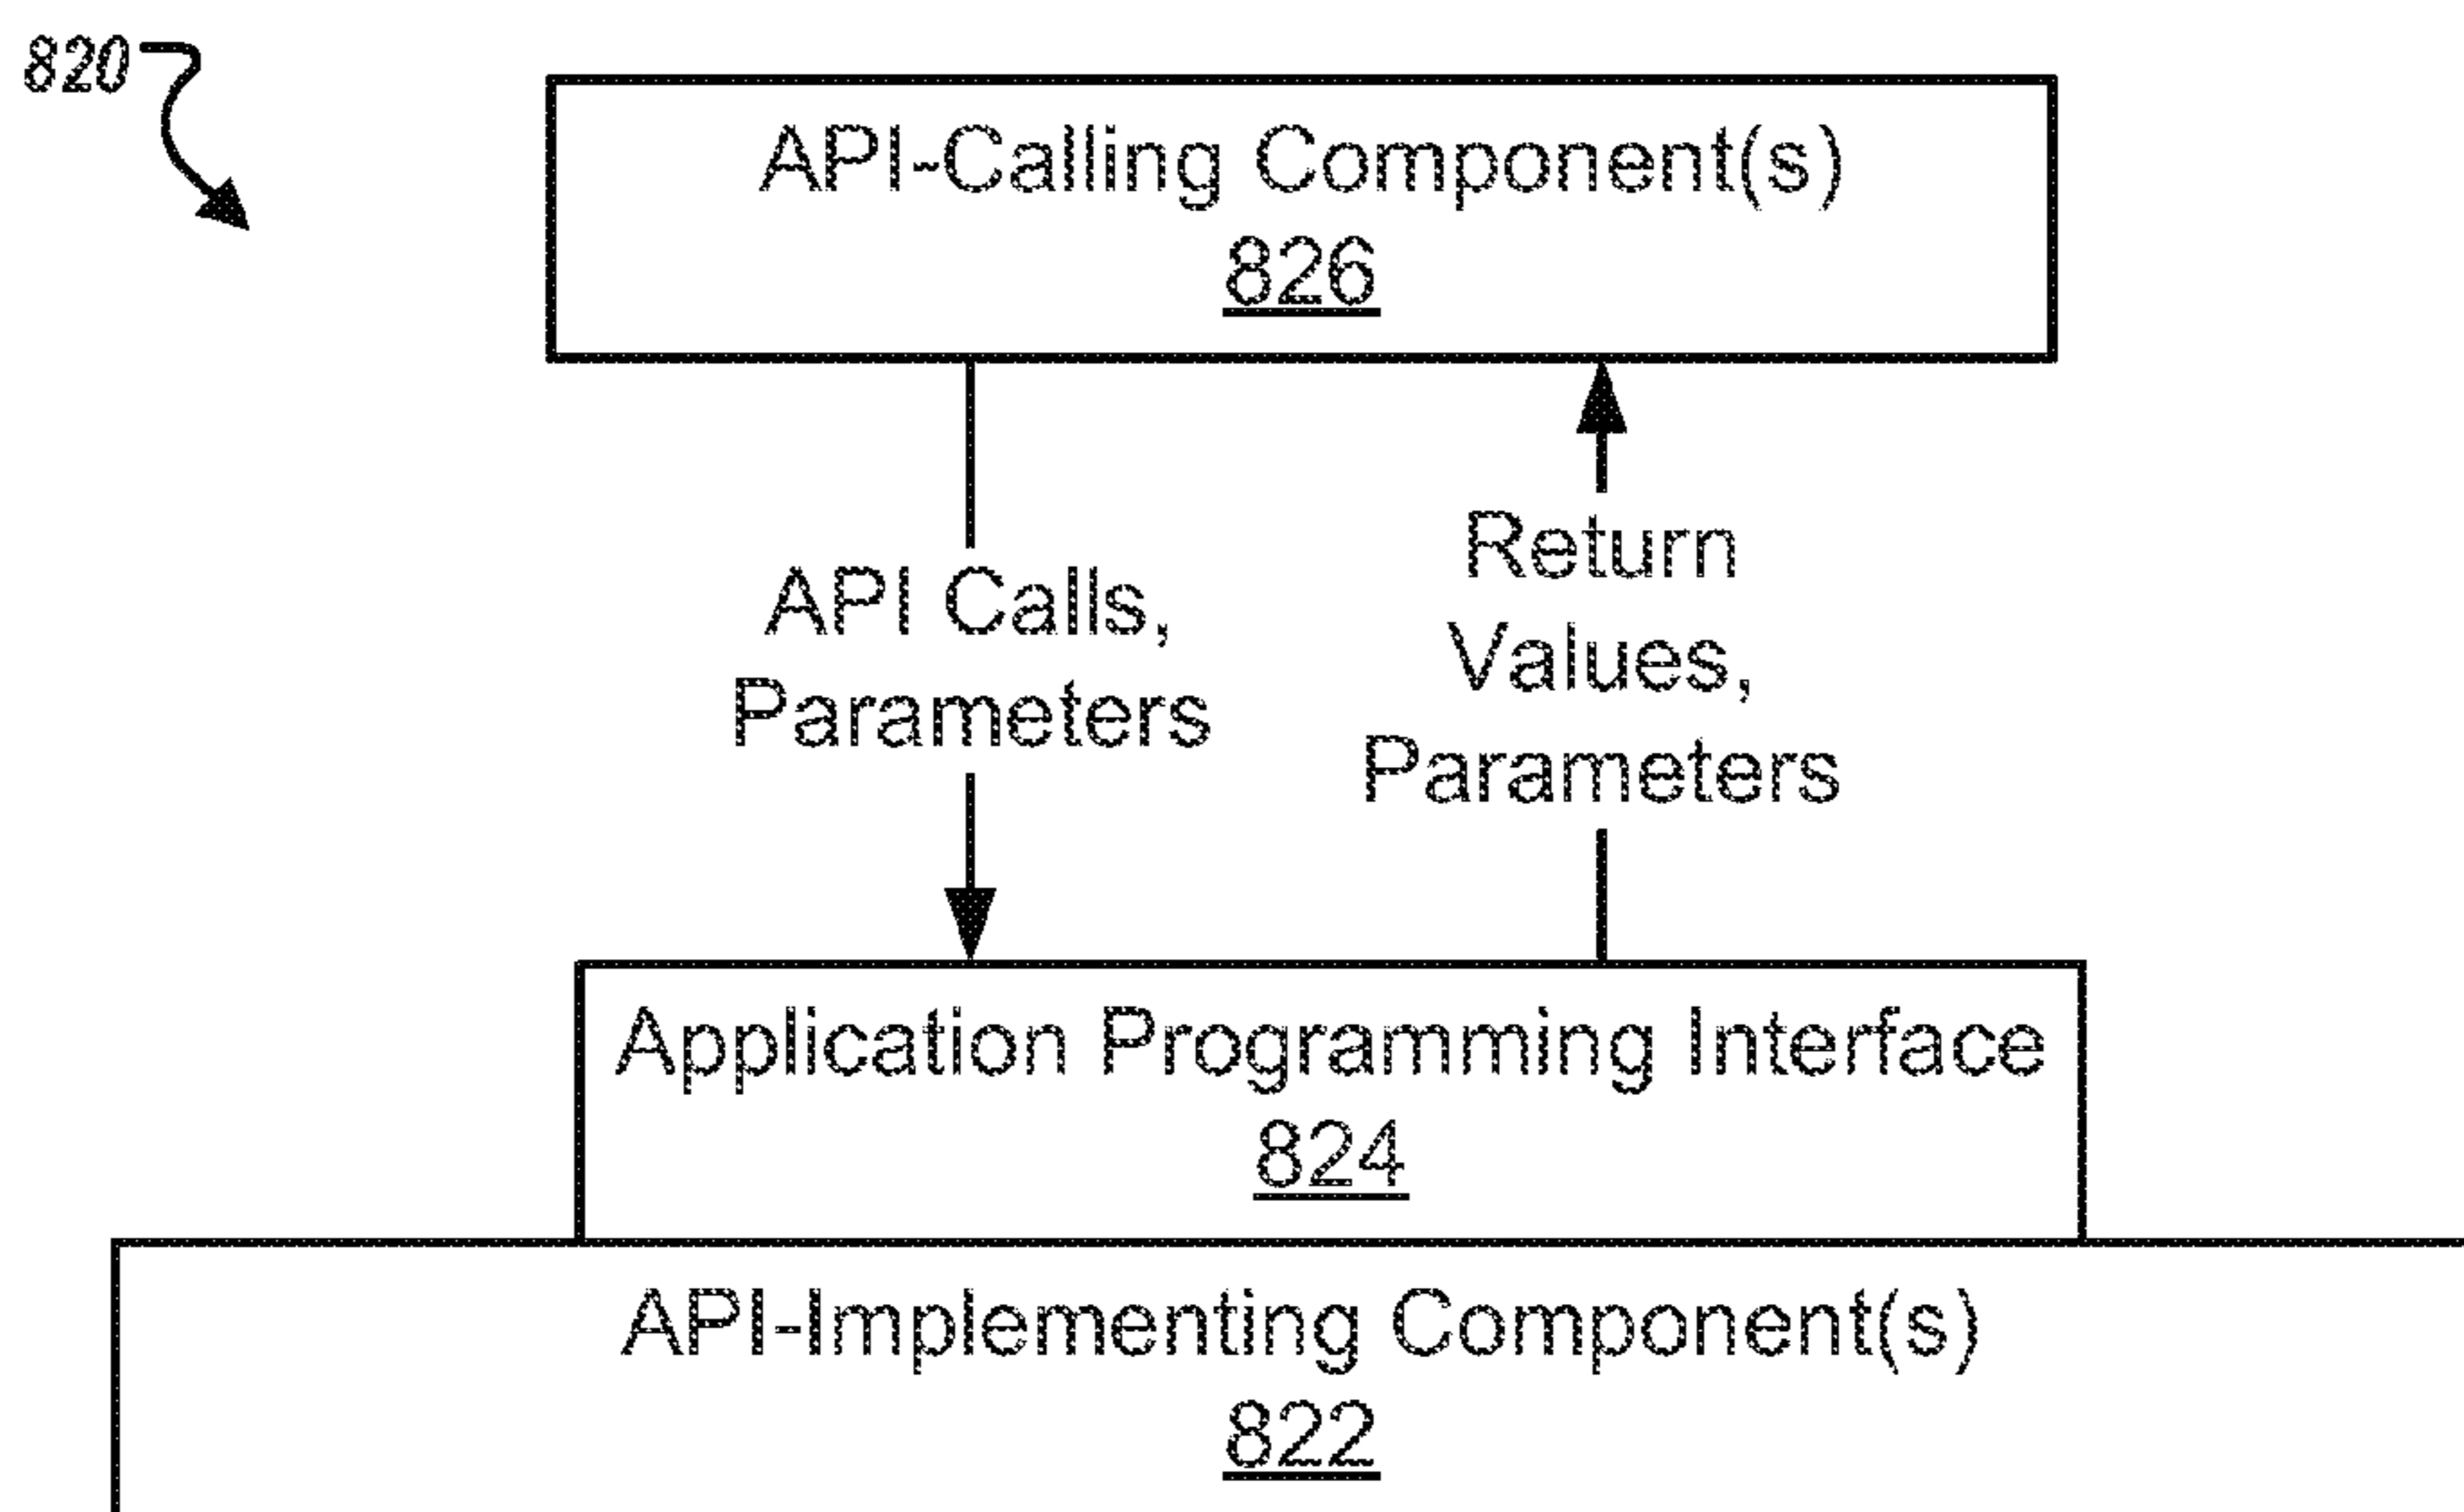 820
API-Calling Component(s)
826
API Calls,
Parameters
Return
Values,
Parameters
Application Programming Interface
824
API-Implementing Component(s)
822